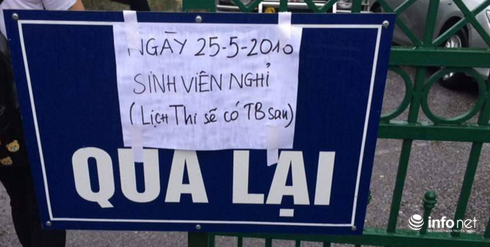 NGÀY 25-5-2016
SINH VIÊN NGHỈ
(LịCH Thi sẽ có TB sau)
QUA LẠI
infonet